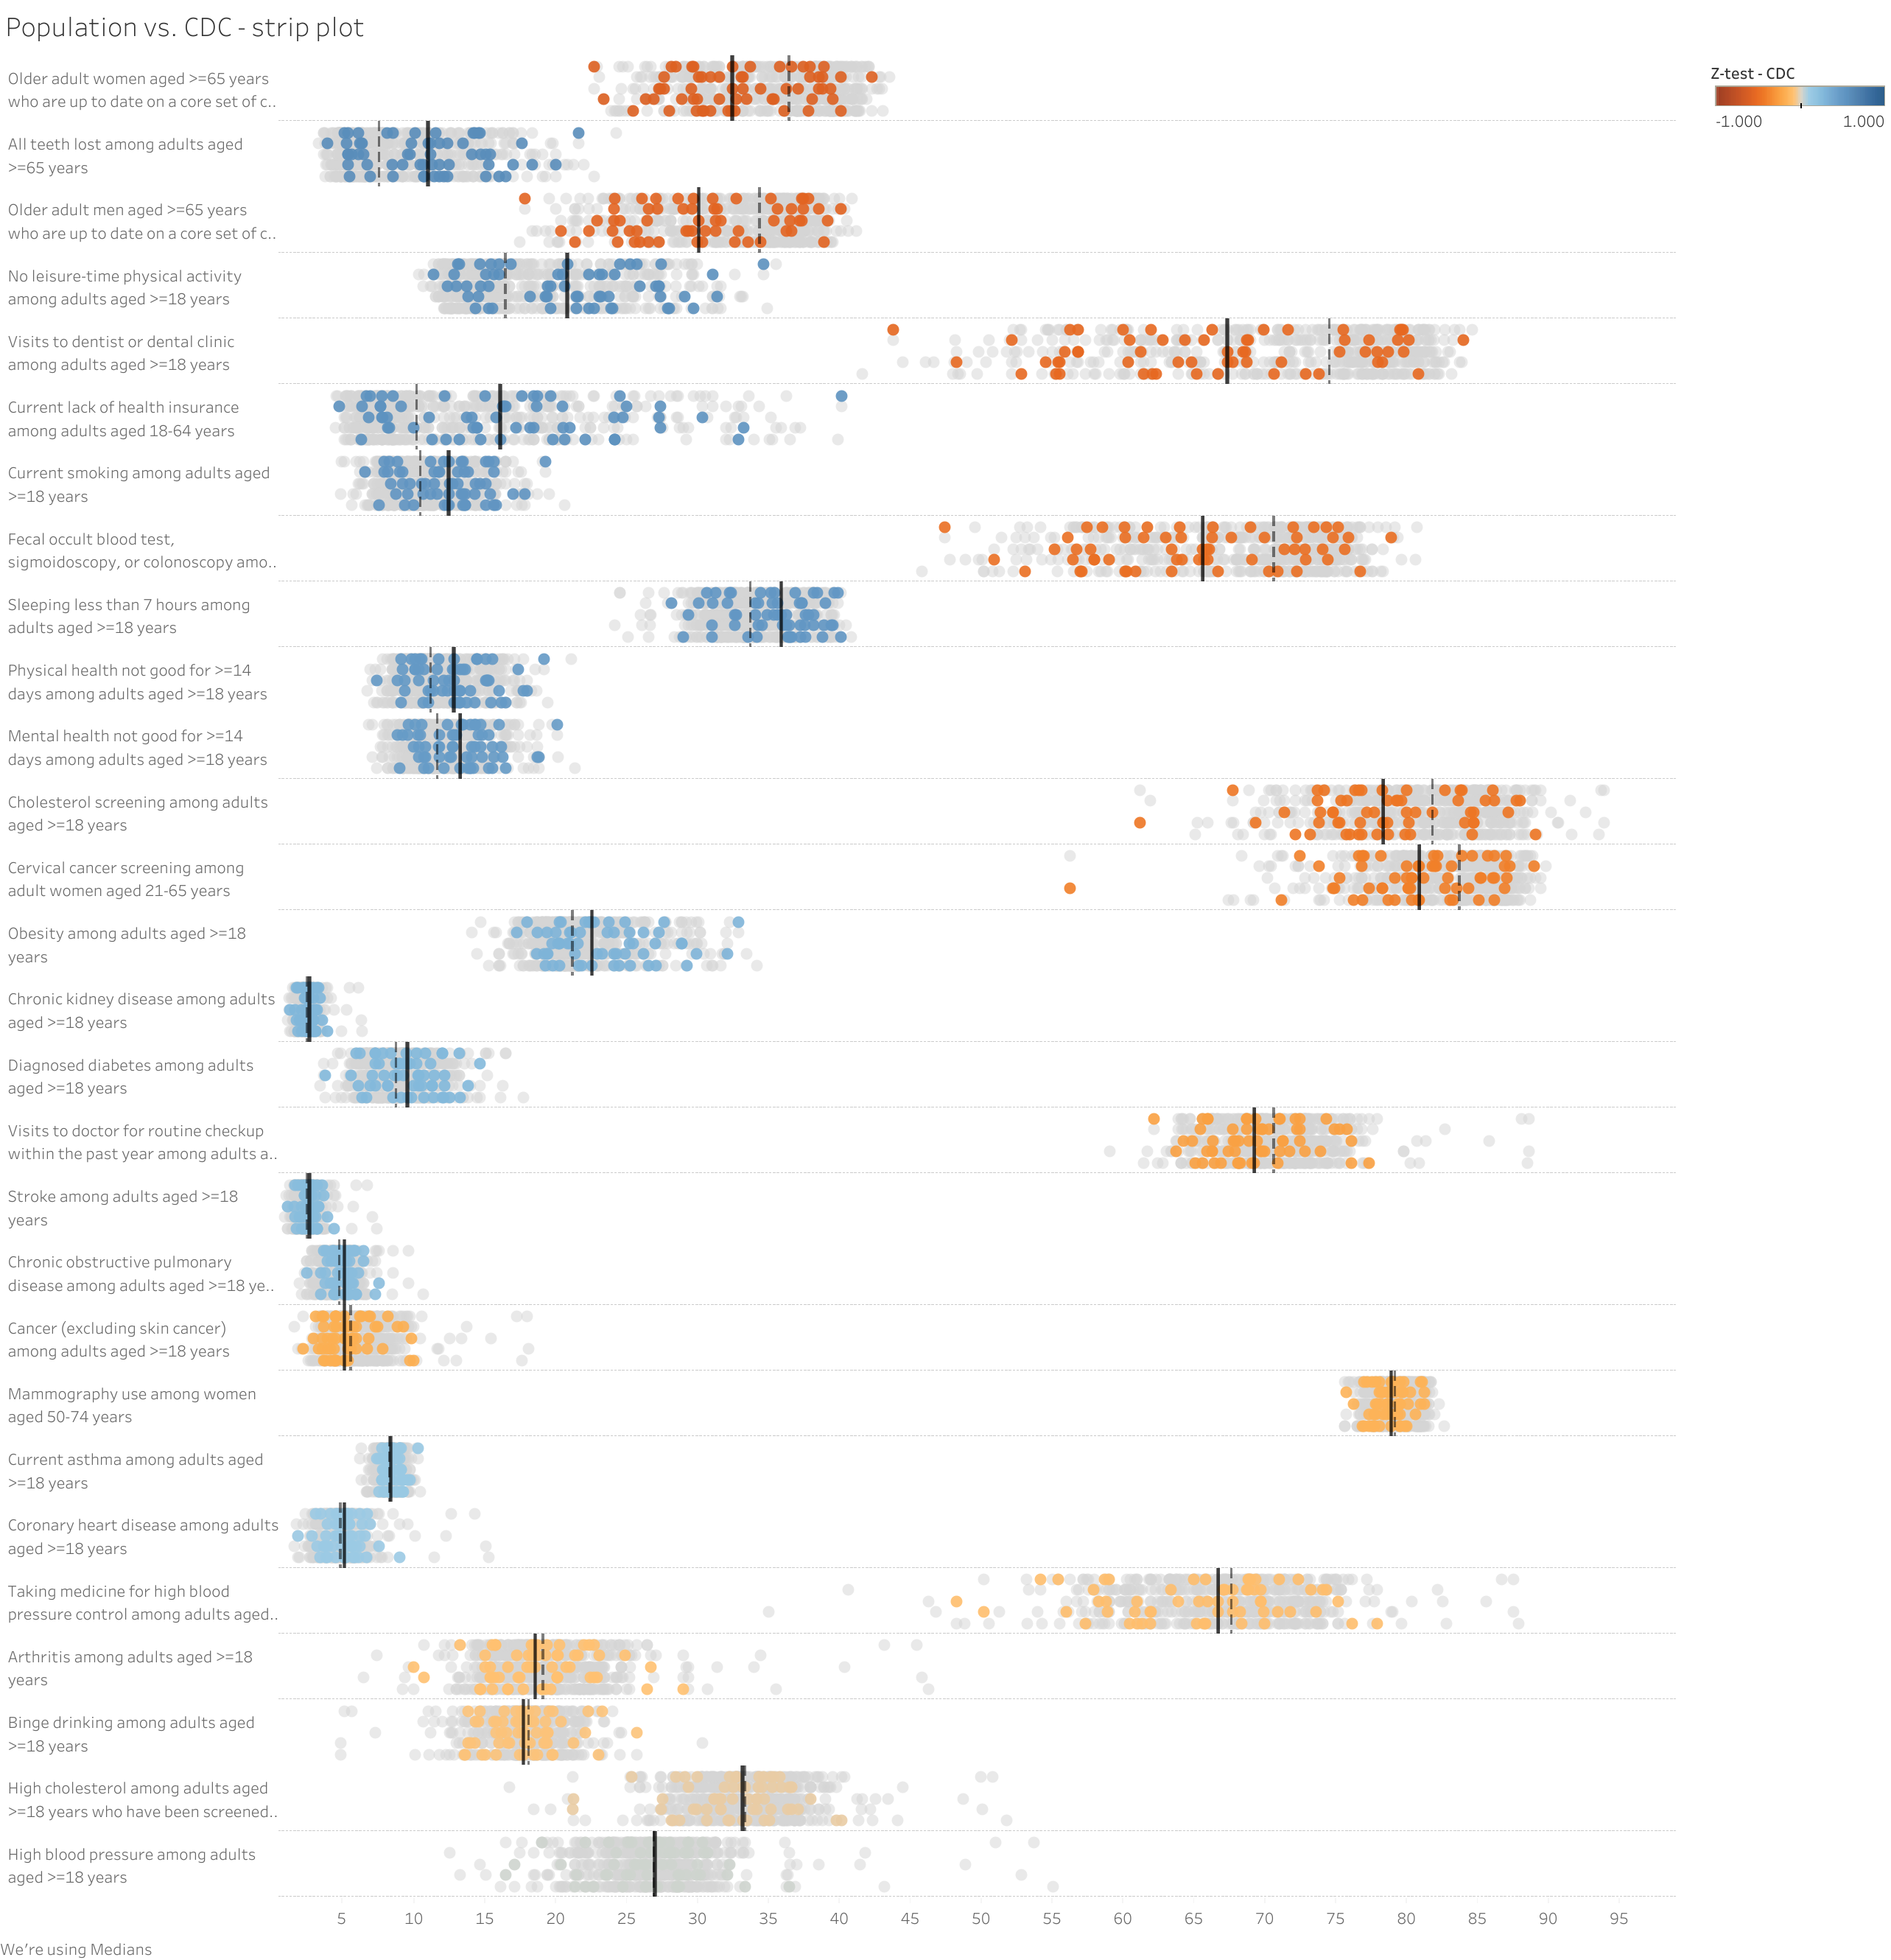 Population vs. CDC - strip plot
Z-test - CDC
-1.000 1.000
Older adult women aged >=65 years
who are up to date on a core set of c..
All teeth lost among adults aged
>=65 years
Older adult men aged >=65 years
who are up to date on a core set of c..
No leisure-time physical activity
among adults aged >=18 years
Visits to dentist or dental clinic
among adults aged >=18 years
Current lack of health insurance
among adults aged 18-64 years
Current smoking among adults aged
>=18 years
Fecal occult blood test,
sigmoidoscopy, or colonoscopy amo..
Sleeping less than 7 hours among
adults aged >=18 years
Physical health not good for >=14
days among adults aged >=18 years
Mental health not good for >=14
days among adults aged >=18 years
Cholesterol screening among adults
aged >=18 years
Cervical cancer screening among
adult women aged 21-65 years
Obesity among adults aged >=18
years
Chronic kidney disease among adults
aged >=18 years
Diagnosed diabetes among adults
aged >=18 years
Visits to doctor for routine checkup
within the past year among adults a..
Stroke among adults aged >=18
years
Chronic obstructive pulmonary
disease among adults aged >=18 ye..
Cancer (excluding skin cancer)
among adults aged >=18 years
Mammography use among women
aged 50-74 years
Current asthma among adults aged
>=18 years
Coronary heart disease among adults
aged >=18 years
Taking medicine for high blood
pressure control among adults aged..
Arthritis among adults aged >=18
years
Binge drinking among adults aged
>=18 years
High cholesterol among adults aged
>=18 years who have been screened..
High blood pressure among adults
aged >=18 years
5 10 15 20 25 30 35 40 45 50 55 60 65 70 75 80 85 90 95
We're using Medians